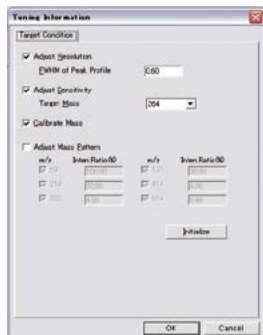 Tuning Information
Target Condition
Adjust Resolution
FWHM of Peak Profile 0.60
Adjust Sensitivity
Target Mass 264
Calibrate Mass
Adjust Mass Pattern
m/z Inten.Ratio(%) m/z Inten.Ratio(%)
Initialize
OK Cancel